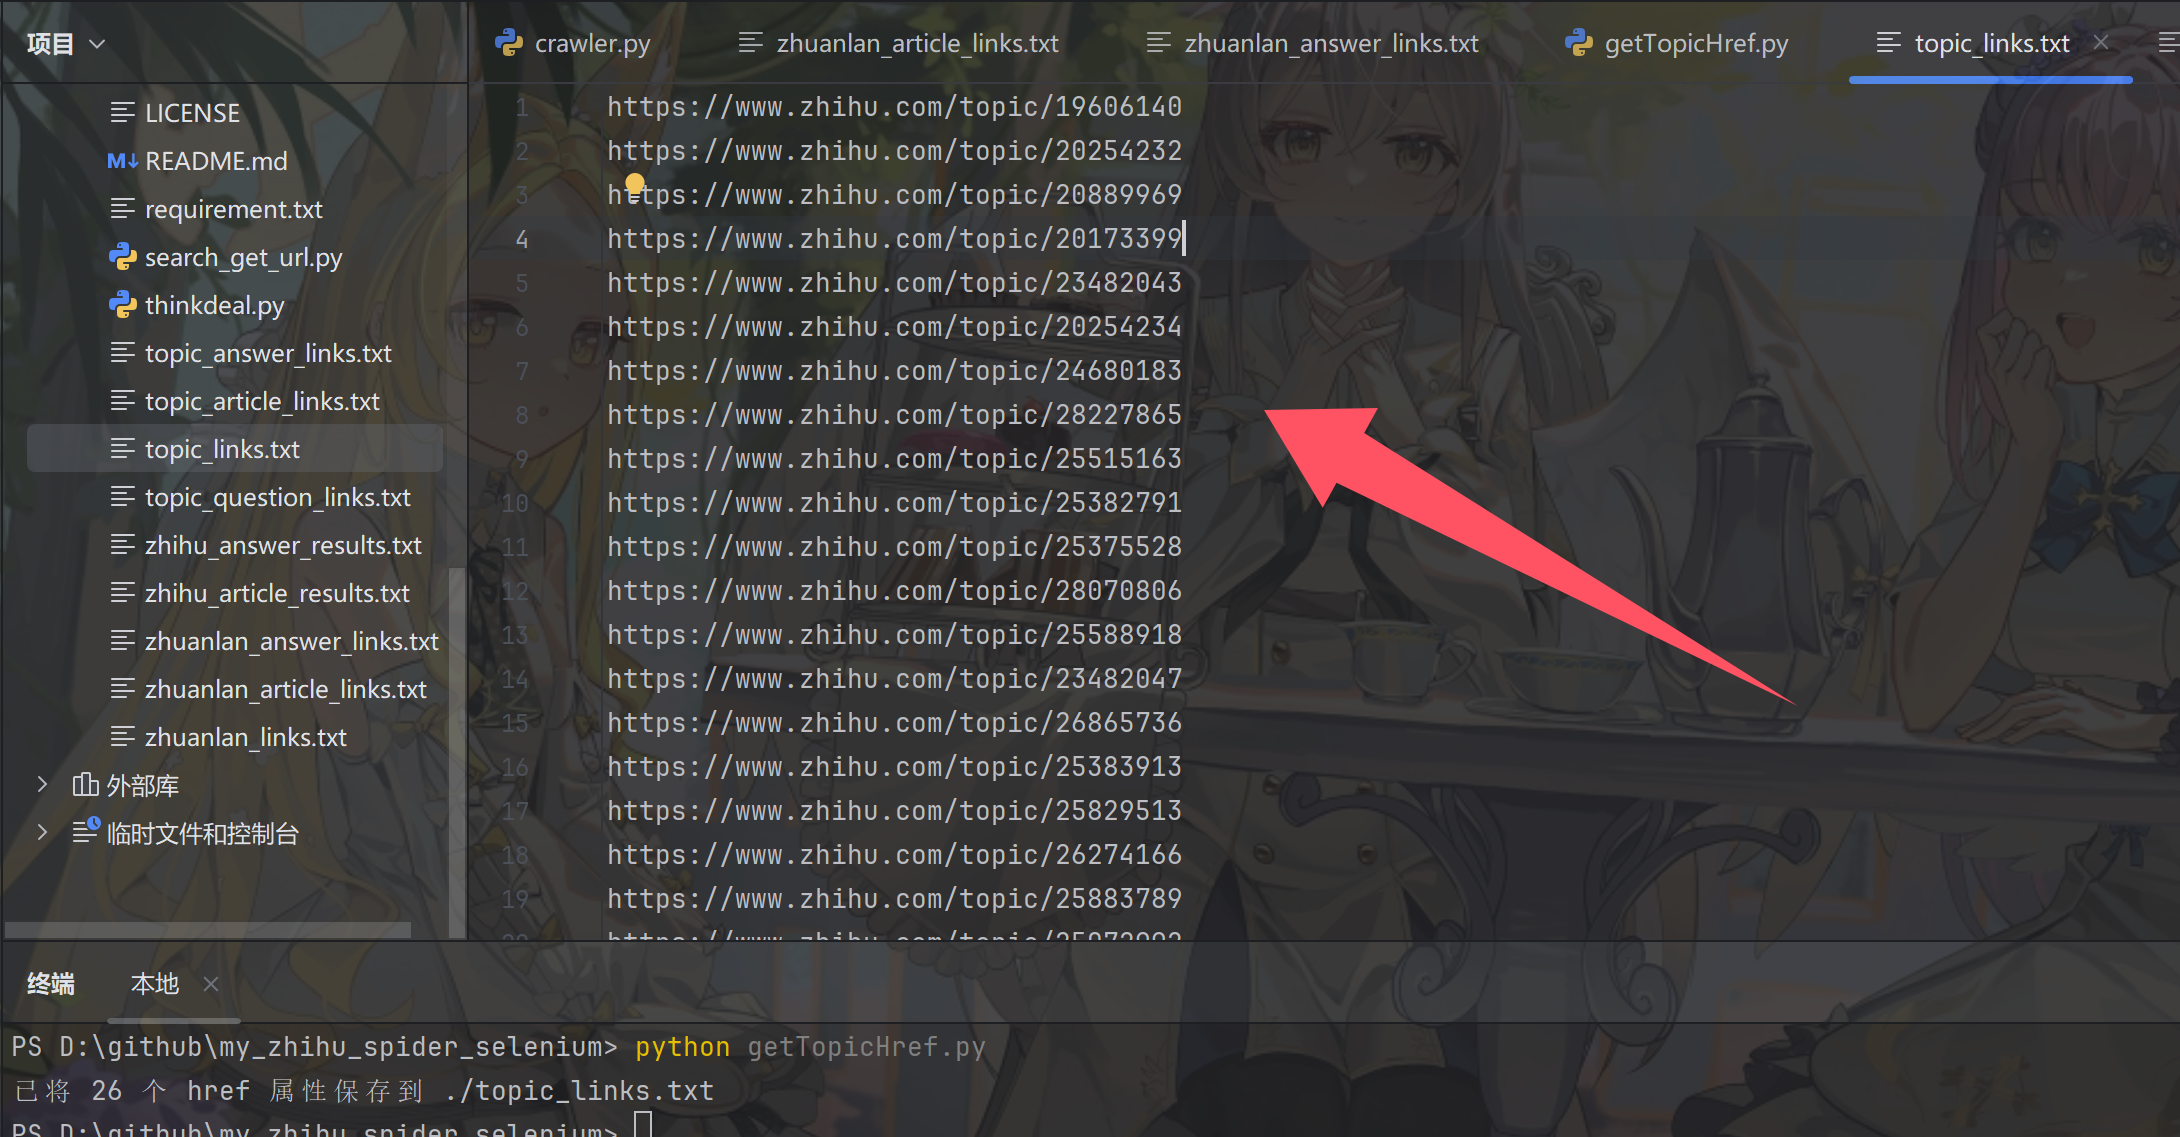 项目
crawler.py
zhuanlan_article_links.txt
zhuanlan_answer_links.txt
getTopicHref.py
topic_links.txt
LICENSE
M↓ README.md
requirement.txt
search_get_url.py
thinkdeal.py
topic_answer_links.txt
topic_article_links.txt
topic_links.txt
topic_question_links.txt
zhihu_answer_results.txt
zhihu_article_results.txt
zhuanlan_answer_links.txt
zhuanlan_article_links.txt
zhuanlan_links.txt
外部库
临时文件和控制台
1 https://www.zhihu.com/topic/19606140
2 https://www.zhihu.com/topic/20254232
3 https://www.zhihu.com/topic/20889969
4 https://www.zhihu.com/topic/20173399
5 https://www.zhihu.com/topic/23482043
6 https://www.zhihu.com/topic/20254234
7 https://www.zhihu.com/topic/24680183
8 https://www.zhihu.com/topic/28227865
9 https://www.zhihu.com/topic/25515163
10 https://www.zhihu.com/topic/25382791
11 https://www.zhihu.com/topic/25375528
12 https://www.zhihu.com/topic/28070806
13 https://www.zhihu.com/topic/25588918
14 https://www.zhihu.com/topic/23482047
15 https://www.zhihu.com/topic/26865736
16 https://www.zhihu.com/topic/25383913
17 https://www.zhihu.com/topic/25829513
18 https://www.zhihu.com/topic/26274166
19 https://www.zhihu.com/topic/25883789
终端
本地
PS D:\github\my_zhihu_spider_selenium> python getTopicHref.py
已将 26 个 href 属性保存到 ./topic_links.txt
PS D:\github\my_zhihu_spider_selenium>